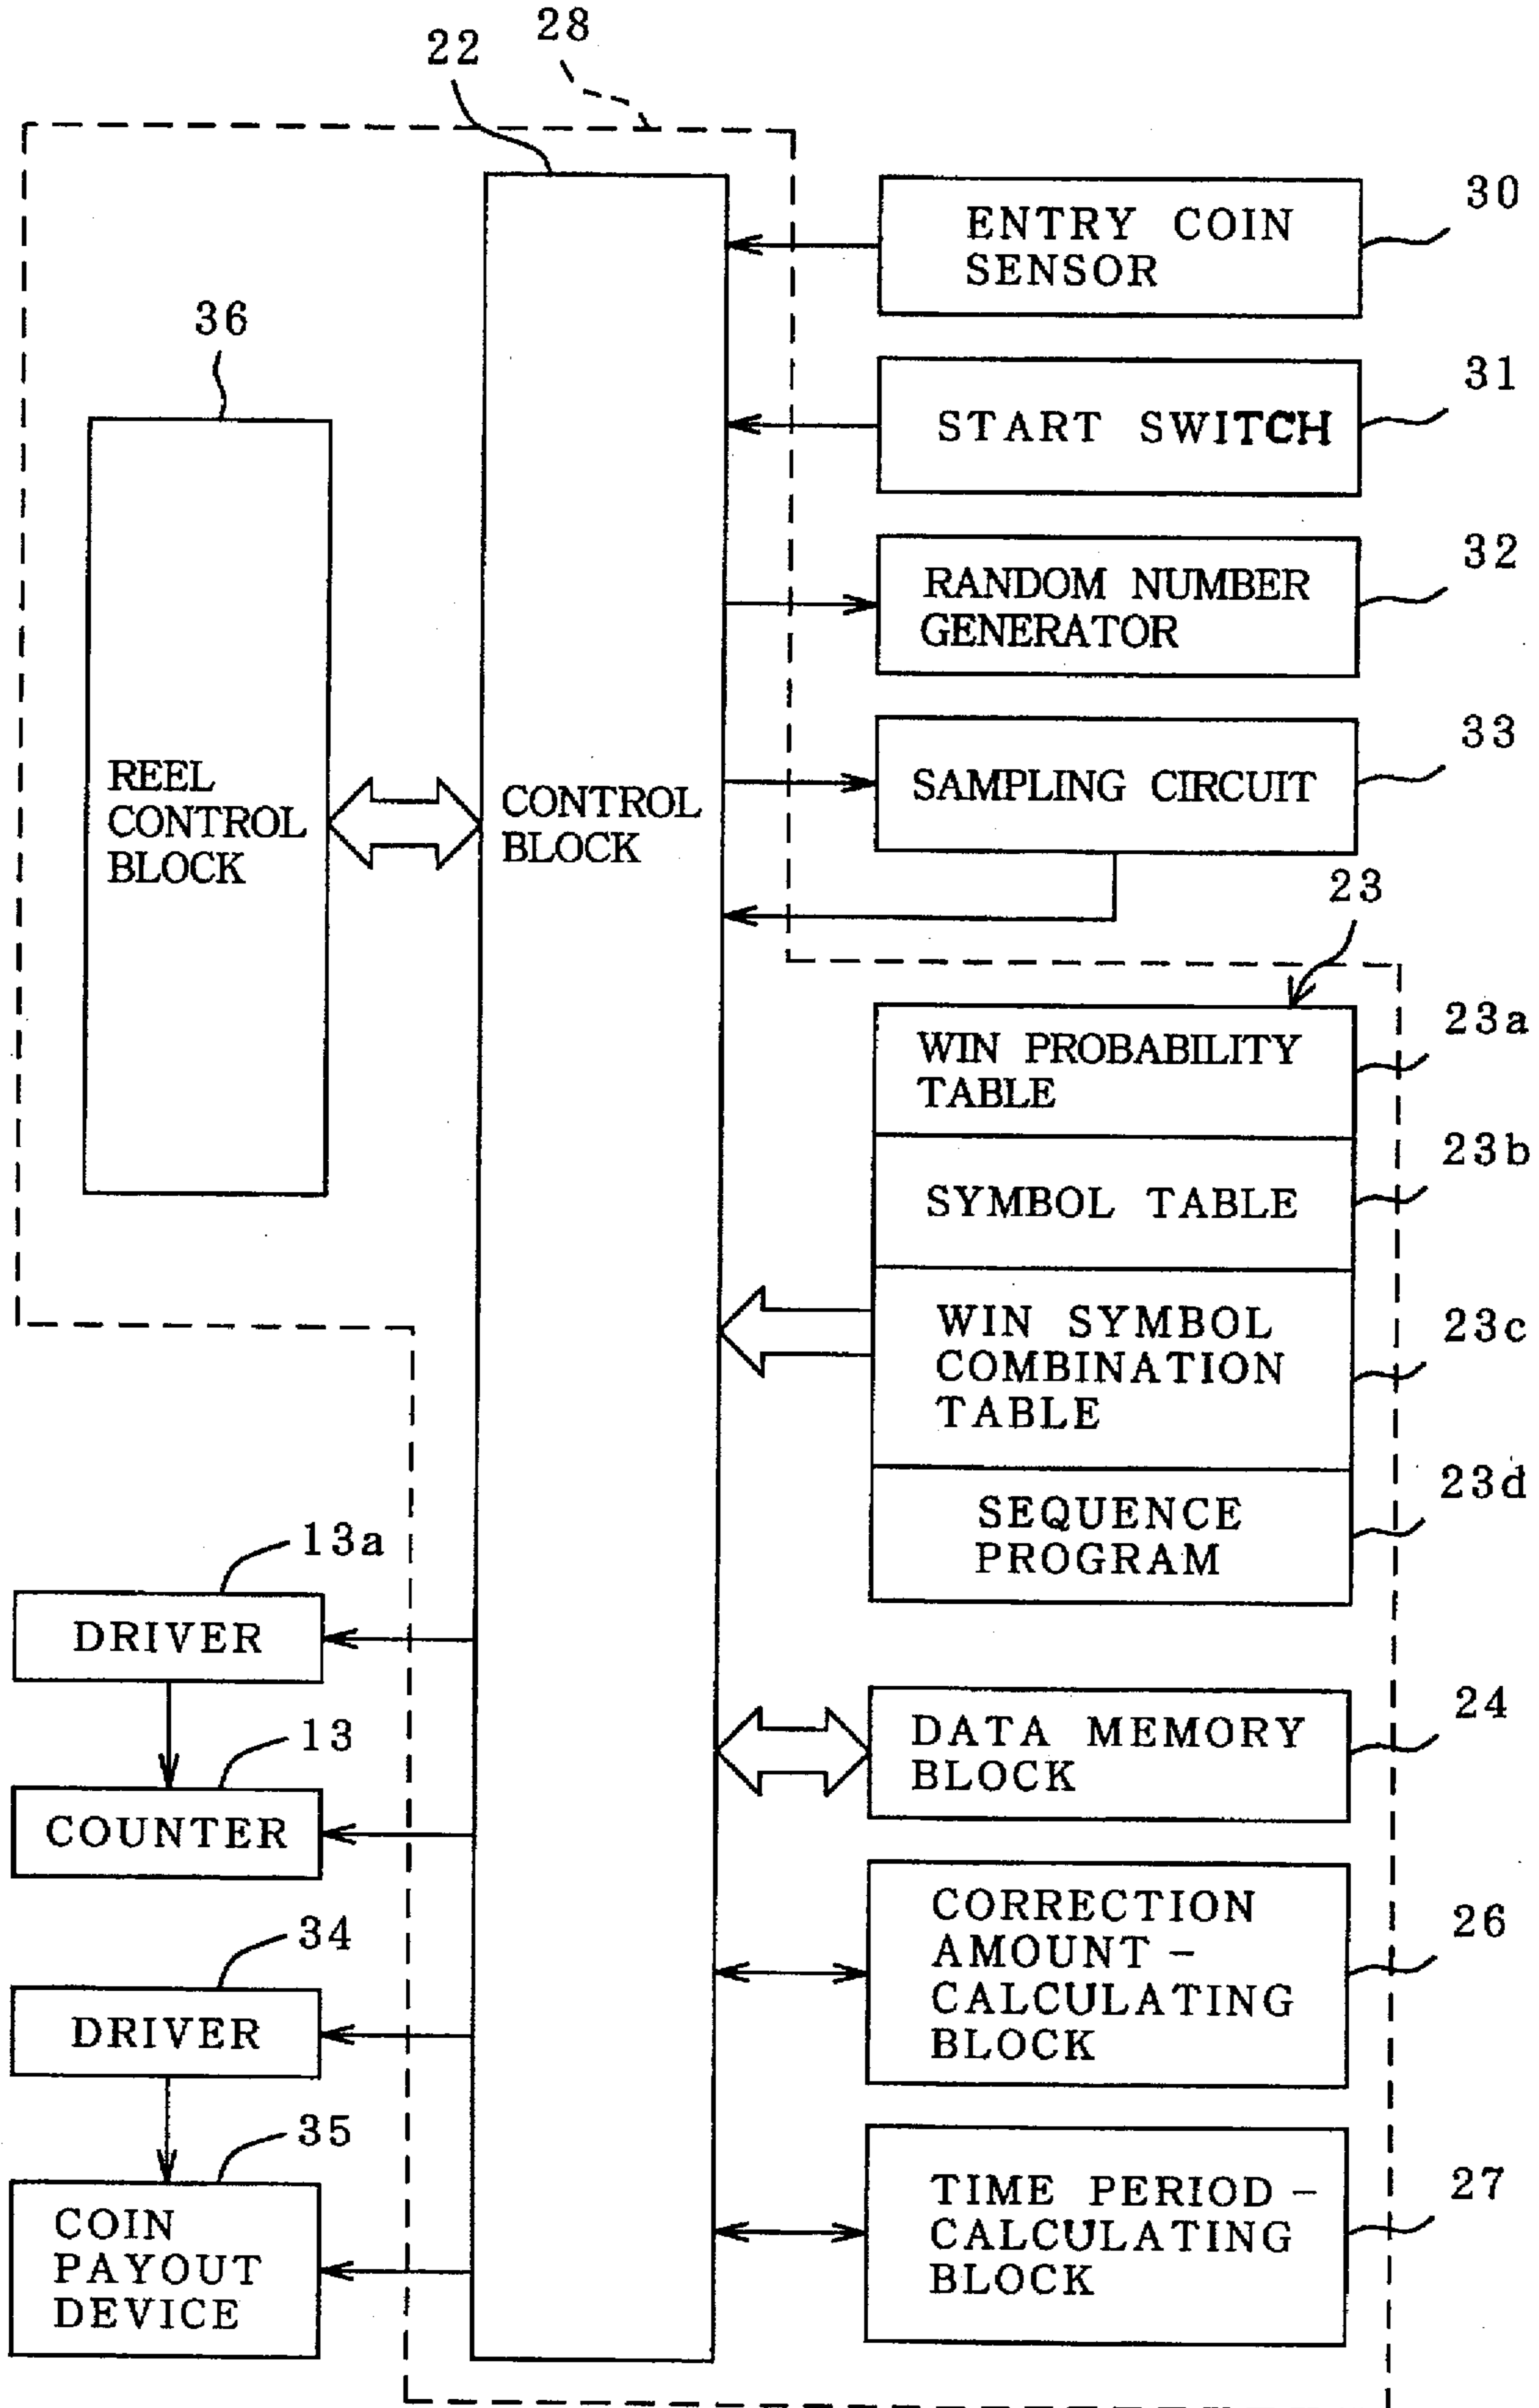 28
22
30
ENTRY COIN
SENSOR
36
31
START SWITCH
32
RANDOM NUMBER
GENERATOR
33
SAMPLING CIRCUIT
REEL
CONTROL
BLOCK
CONTROL
BLOCK
23
23a
WIN PROBABILITY
TABLE
23b
SYMBOL TABLE
23c
WIN SYMBOL
COMBINATION
TABLE
23d
SEQUENCE
PROGRAM
13a
DRIVER
24
DATA MEMORY
BLOCK
13
COUNTER
26
CORRECTION
AMOUNT -
CALCULATING
BLOCK
34
DRIVER
35
COIN
PAYOUT
DEVICE
27
TIME PERIOD -
CALCULATING
BLOCK